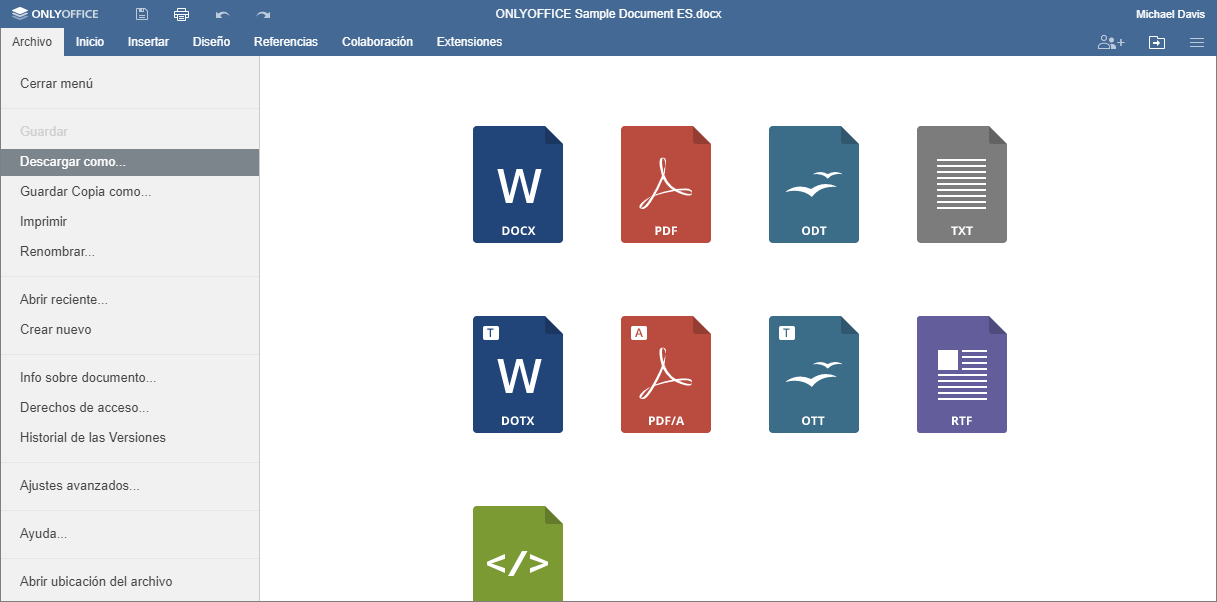 ONLYOFFICE
ONLYOFFICE Sample Document ES.docx
Michael Davis
Archivo Inicio Insertar Diseño Referencias Colaboración Extensiones
Cerrar menú
Guardar
Descargar como...
Guardar Copia como...
Imprimir
Renombrar...
Abrir reciente...
Crear nuevo
Info sobre documento...
Derechos de acceso...
Historial de las Versiones
Ajustes avanzados...
Ayuda...
Abrir ubicación del archivo
W
DOCX
PDF
ODT
TXT
T
W
DOTX
A
PDF/A
T
OTT
RTF
</>